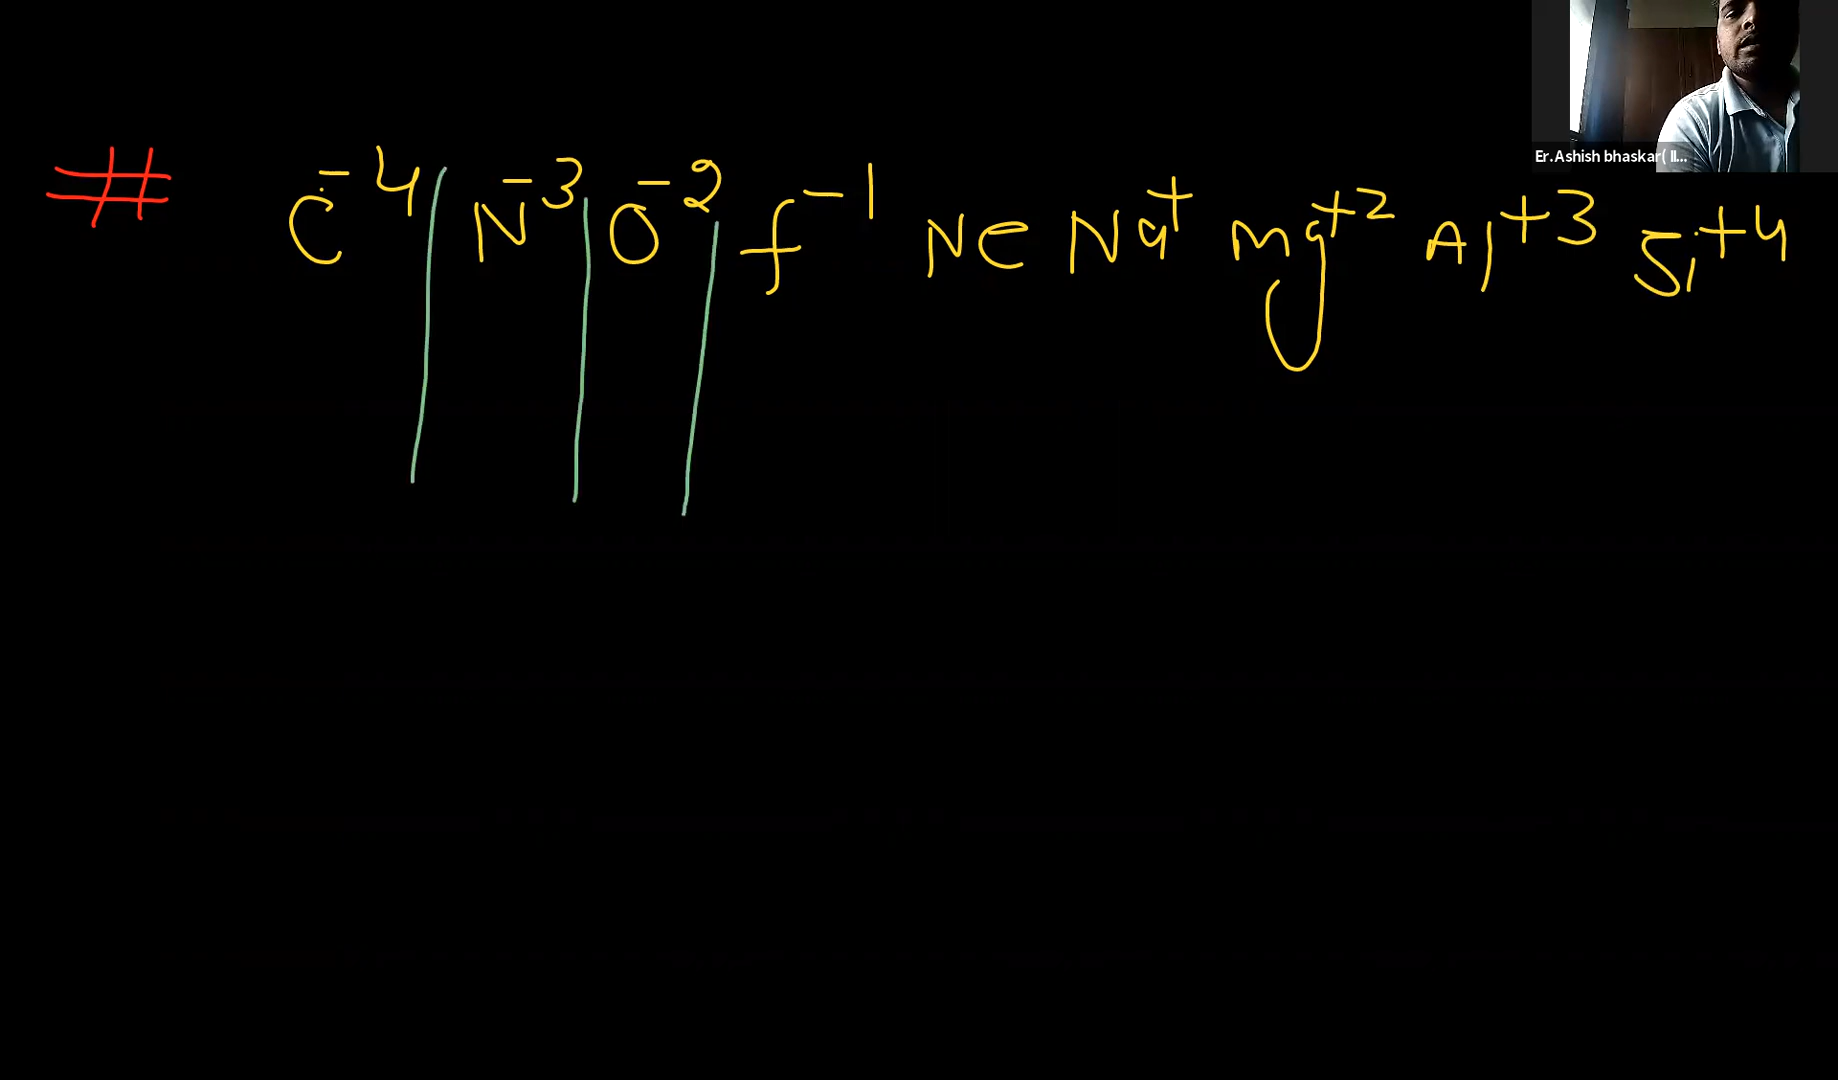 Er.Ashish bhaskar( II...
# C⁻⁴ N⁻³ O⁻² f⁻¹ Ne Na⁺ Mg⁺² Al⁺³ Si⁺⁴